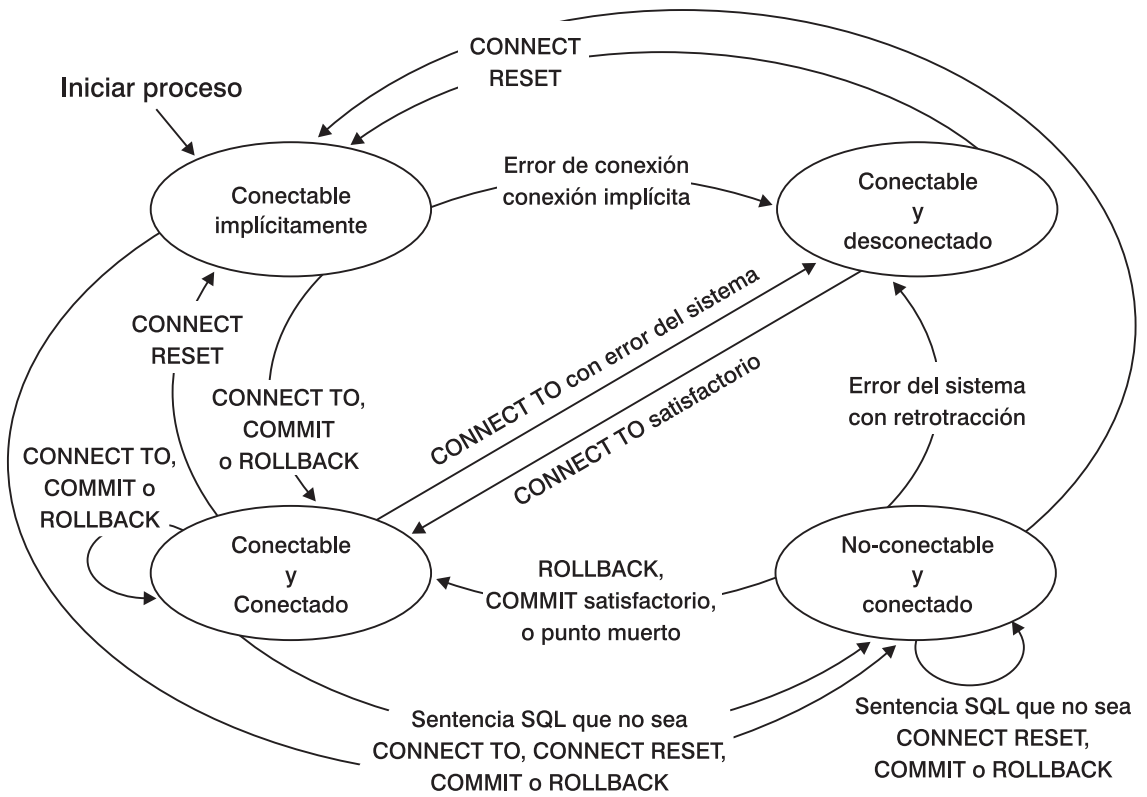 CONNECT
RESET
Iniciar proceso
Conectable
implícitamente
Error de conexión
conexión implícita
Conectable
y
desconectado
CONNECT
RESET
CONNECT TO,
COMMIT
o ROLLBACK
CONNECT TO con error del sistema
CONNECT TO satisfactorio
Error del sistema
con retrotracción
CONNECT TO,
COMMIT o
ROLLBACK
Conectable
y
Conectado
ROLLBACK,
COMMIT satisfactorio,
o punto muerto
No-conectable
y
conectado
Sentencia SQL que no sea
CONNECT TO, CONNECT RESET,
COMMIT o ROLLBACK
Sentencia SQL que no sea
CONNECT RESET,
COMMIT o ROLLBACK